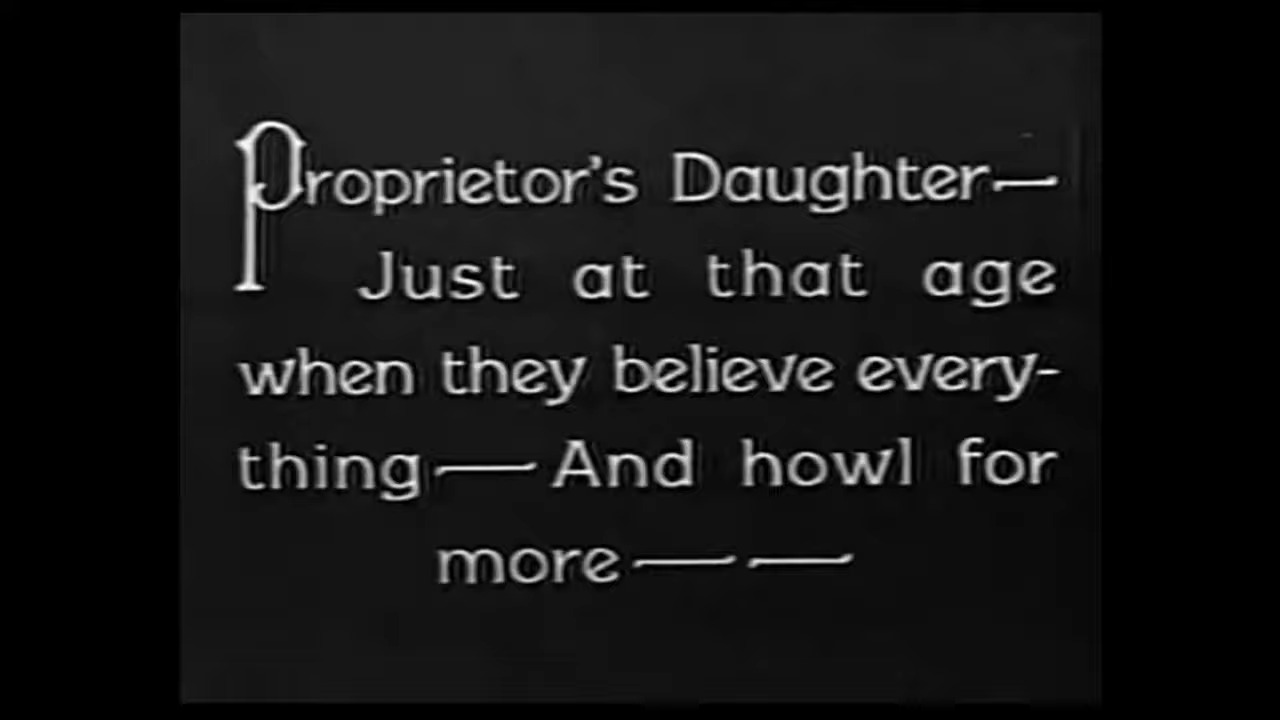 Proprietor's Daughter—
Just at that age
when they believe every-
thing — And howl for
more — —